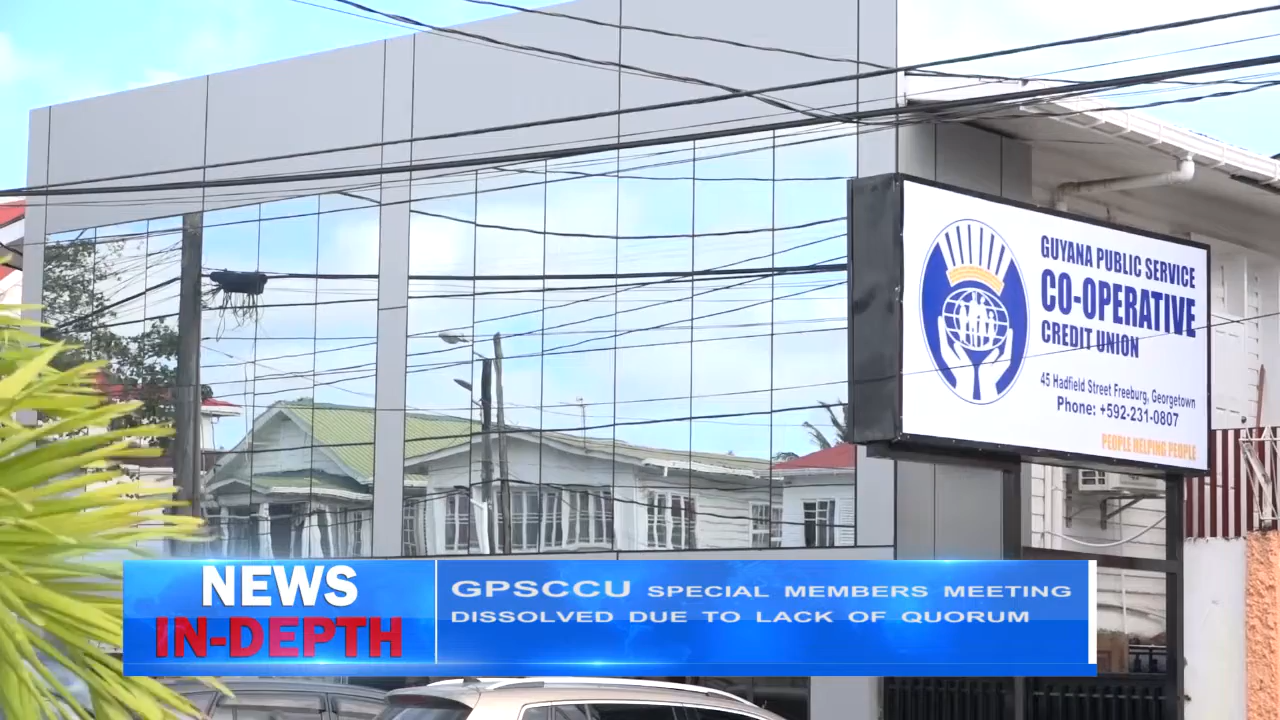 GUYANA PUBLIC SERVICE
CO-OPERATIVE
CREDIT UNION
45 Hadfield Street Freeburg, Georgetown
Phone: +592-231-0807
PEOPLE HELPING PEOPLE
NEWS
IN-DEPTH
GPSCCU SPECIAL MEMBERS MEETING
DISSOLVED DUE TO LACK OF QUORUM